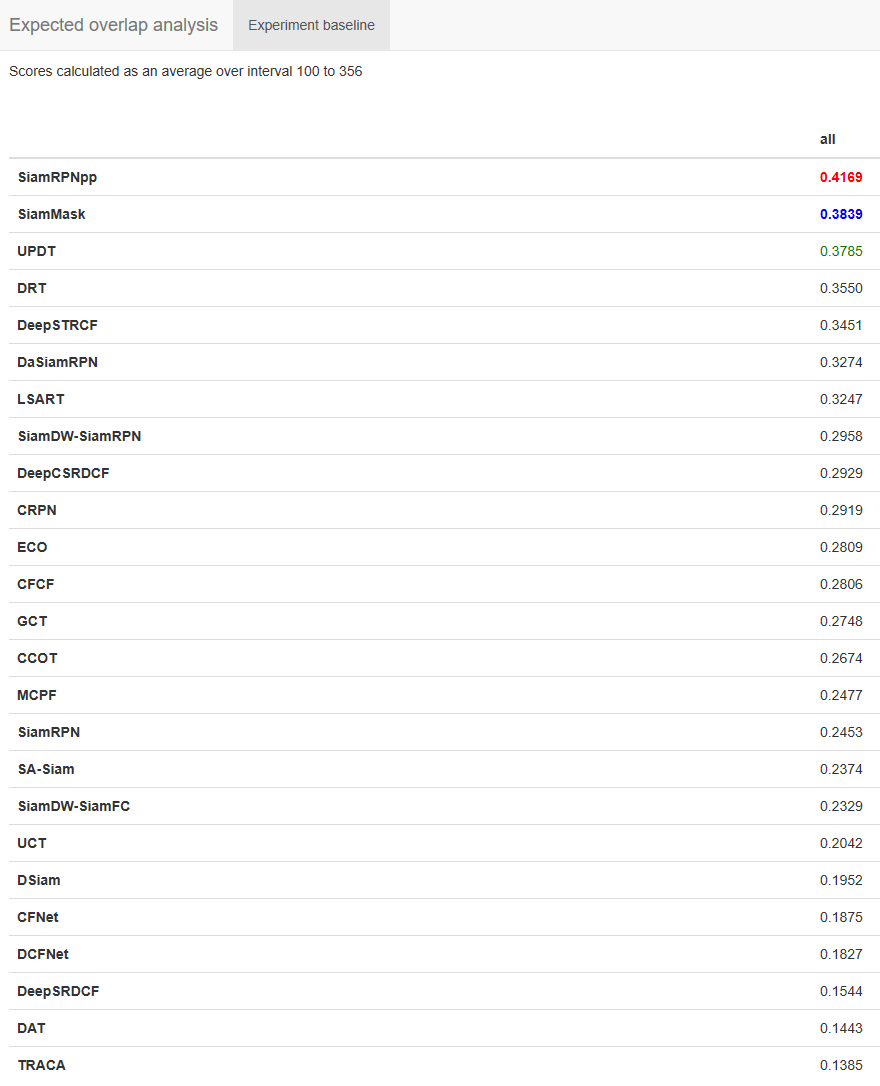 Expected overlap analysis Experiment baseline
Scores calculated as an average over interval 100 to 356
all
SiamRPNpp 0.4169
SiamMask 0.3839
UPDT 0.3785
DRT 0.3550
DeepSTRCF 0.3451
DaSiamRPN 0.3274
LSART 0.3247
SiamDW-SiamRPN 0.2958
DeepCSRDCF 0.2929
CRPN 0.2919
ECO 0.2809
CFCF 0.2806
GCT 0.2748
CCOT 0.2674
MCPF 0.2477
SiamRPN 0.2453
SA-Siam 0.2374
SiamDW-SiamFC 0.2329
UCT 0.2042
DSiam 0.1952
CFNet 0.1875
DCFNet 0.1827
DeepSRDCF 0.1544
DAT 0.1443
TRACA 0.1385